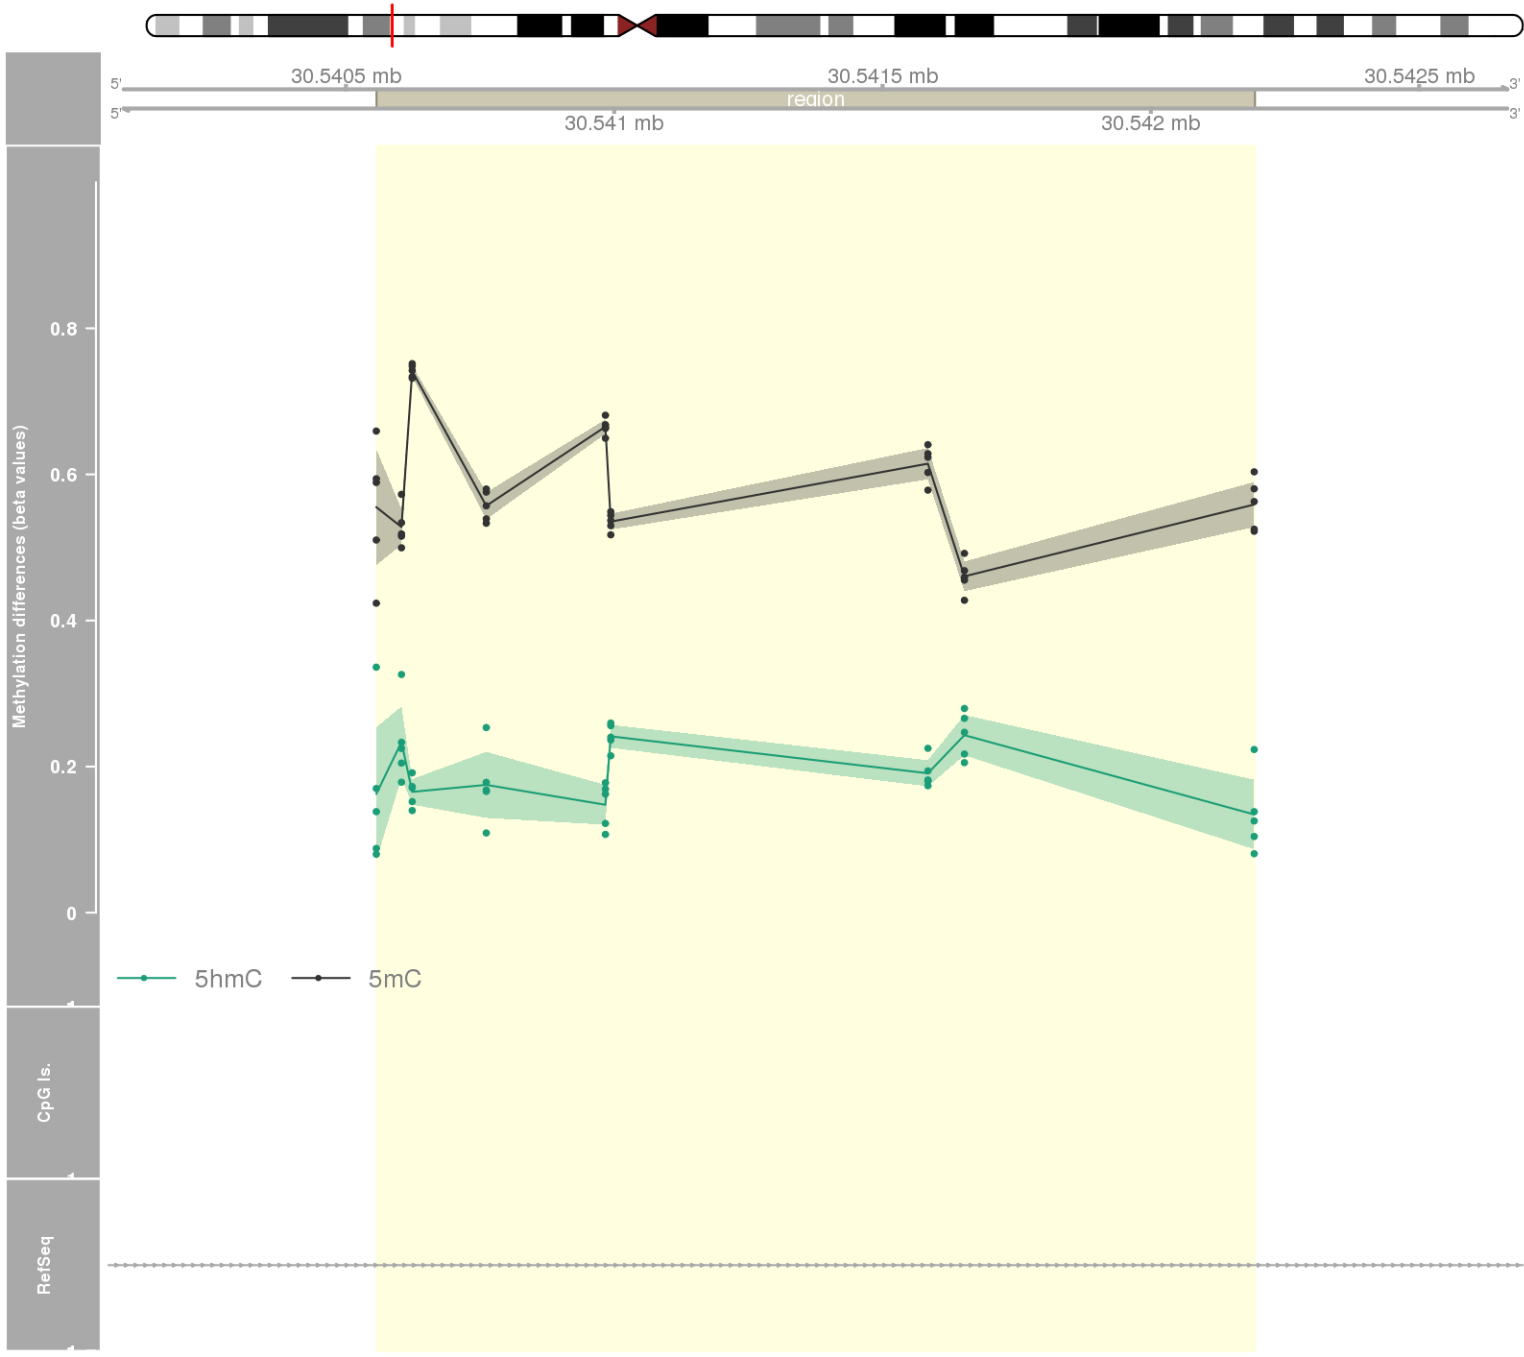 30.5405 mb 30.5415 mb 30.5425 mb
5' 3'
region
5' 3'
30.541 mb 30.542 mb
Methylation differences (beta values)
0.8
0.6
0.4
0.2
0
5hmC 5mC
CpG Is.
RefSeq